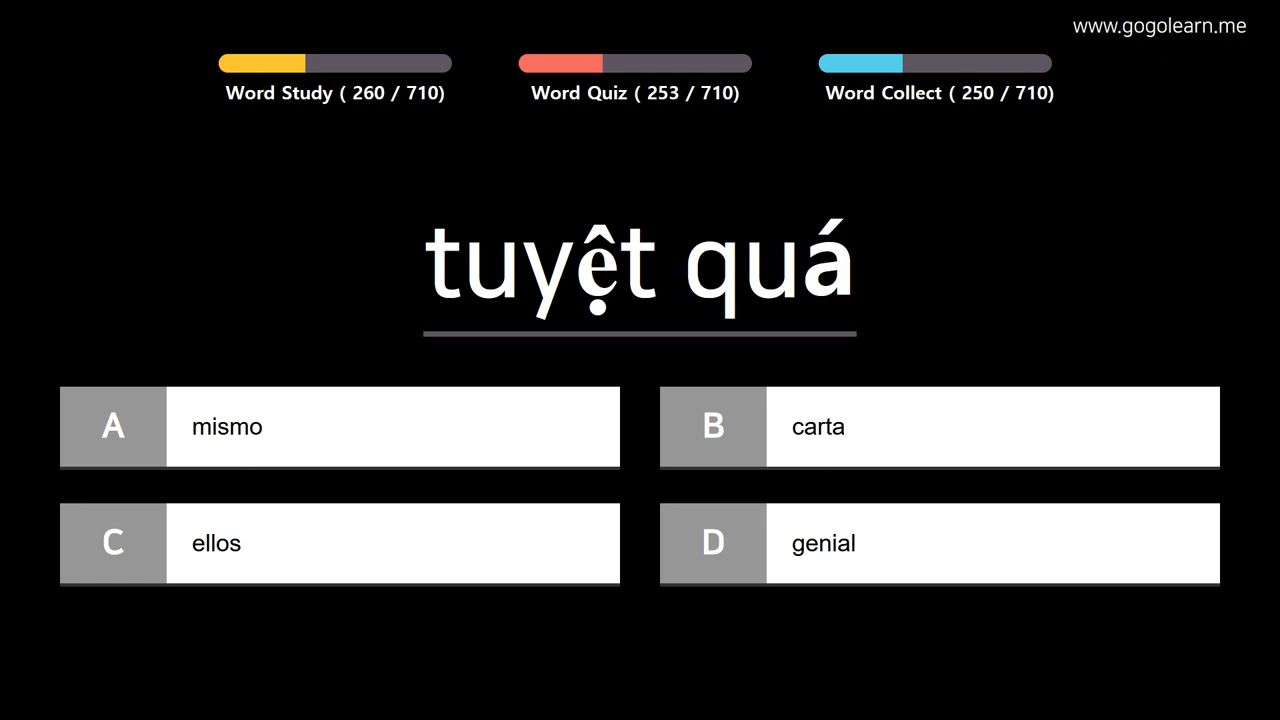 www.gogolearn.me
Word Study ( 260 / 710)
Word Quiz ( 253 / 710)
Word Collect ( 250 / 710)
tuyệt quá
A mismo
B carta
C ellos
D genial